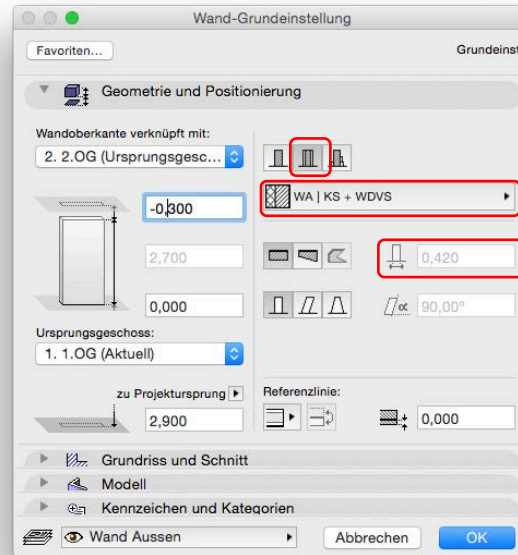 Wand-Grundeinstellung
Favoriten...
Grundeinst
Geometrie und Positionierung
Wandoberkante verknüpft mit:
2. 2.OG (Ursprungsgesc...
-0,300
2,700
0,000
WA | KS + WDVS
0,420
α 90,00°
Ursprungsgeschoss:
1. 1.OG (Aktuell)
zu Projektursprung
2,900
Referenzlinie:
0,000
Grundriss und Schnitt
Modell
Kennzeichen und Kategorien
Wand Aussen
Abbrechen
OK